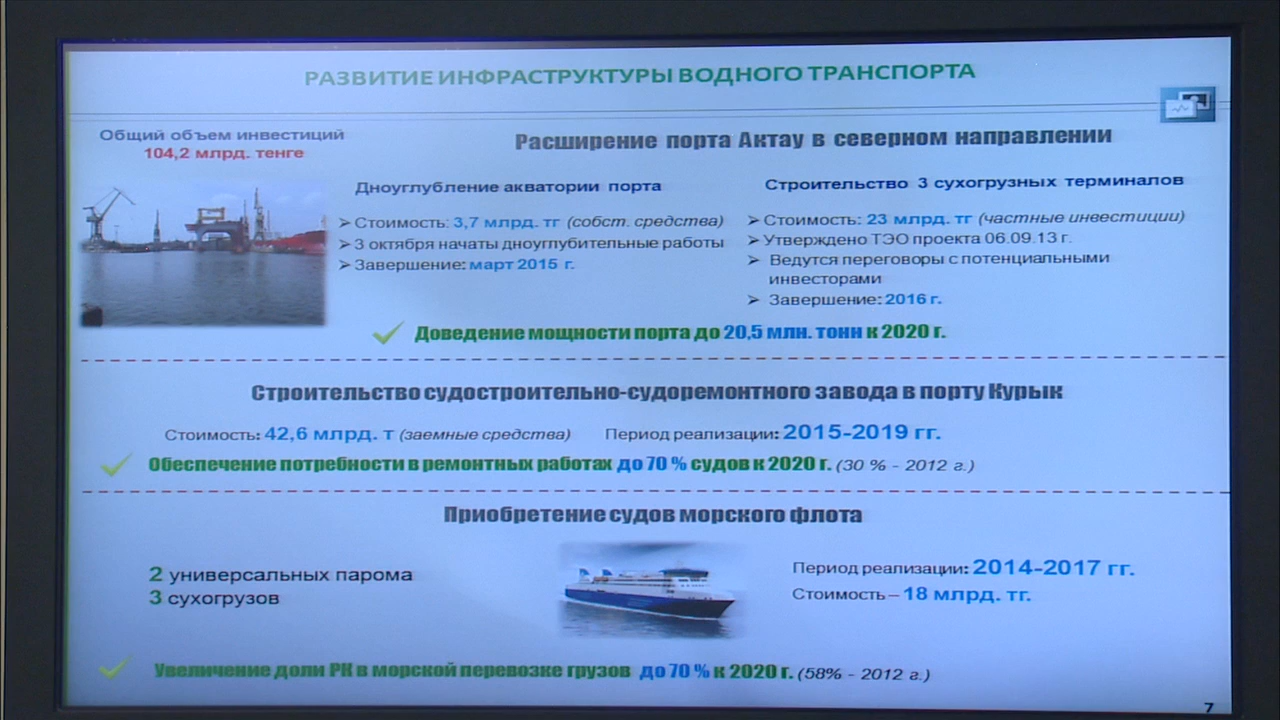 РАЗВИТИЕ ИНФРАСТРУКТУРЫ ВОДНОГО ТРАНСПОРТА
Общий объем инвестиций
104,2 млрд. тенге
Расширение порта Актау в северном направлении
Дноуглубление акватории порта
Стоимость: 3,7 млрд. тг (собст. средства)
3 октября начаты дноуглубительные работы
Завершение: март 2015 г.
Строительство 3 сухогрузных терминалов
Стоимость: 23 млрд. тг (частные инвестиции)
Утверждено ТЭО проекта 06.09.13 г.
Ведутся переговоры с потенциальными
инвесторами
Завершение: 2016 г.
Доведение мощности порта до 20,5 млн. тонн к 2020 г.
Строительство судостроительно-судоремонтного завода в порту Курык
Стоимость: 42,6 млрд. т (заемные средства) Период реализации: 2015-2019 гг.
Обеспечение потребности в ремонтных работах до 70 % судов к 2020 г. (30 % - 2012 г.)
Приобретение судов морского флота
2 универсальных парома
3 сухогрузов
Период реализации: 2014-2017 гг.
Стоимость – 18 млрд. тг.
Увеличение доли РК в морской перевозке грузов до 70 % к 2020 г. (58% - 2012 г.)
7